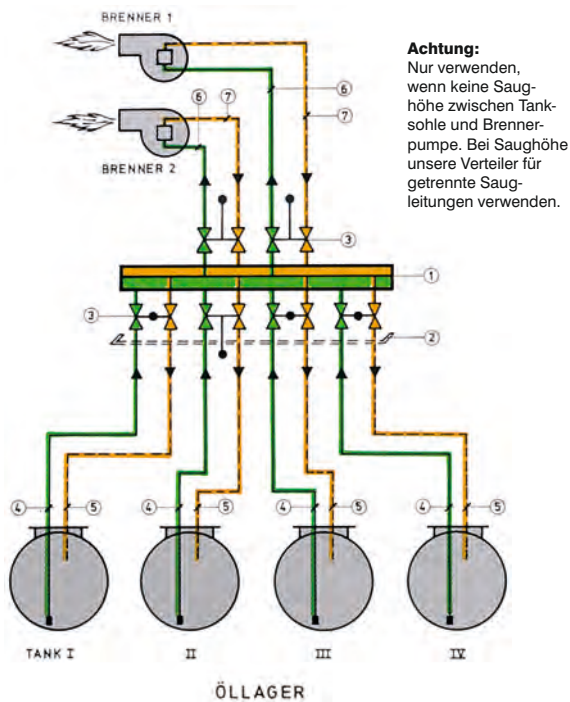 BRENNER 1
Achtung:
Nur verwenden,
wenn keine Saug-
höhe zwischen Tank-
sohle und Brenner-
pumpe. Bei Saughöhe
unsere Verteiler für
getrennte Saug-
leitungen verwenden.
6
7
6
7
BRENNER 2
3
1
3
2
4
5
4
5
4
5
4
5
TANK I
II
III
IV
ÖLLAGER